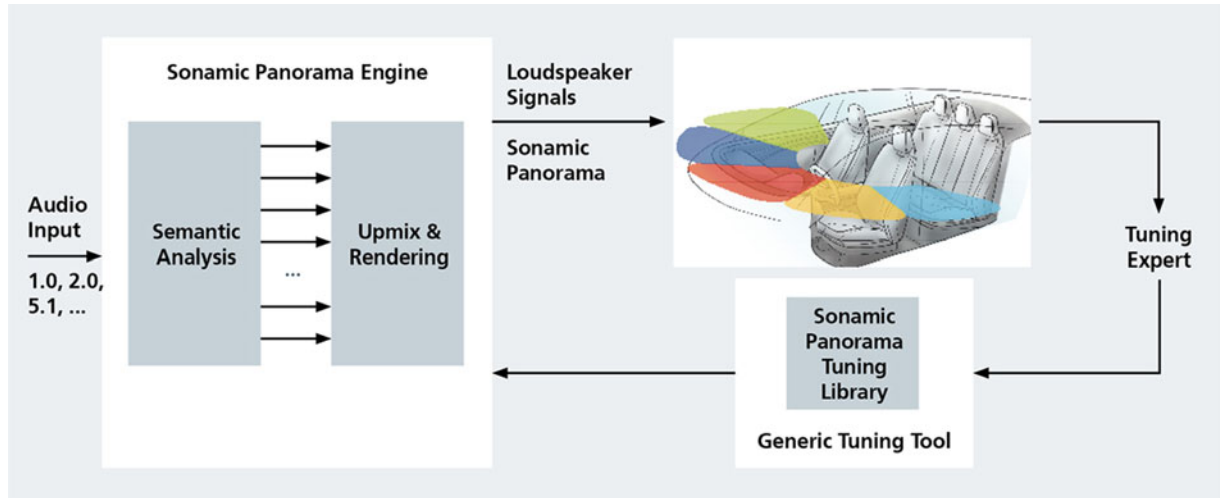 Sonamic Panorama Engine
Audio
Input
1.0, 2.0,
5.1, ...
Semantic
Analysis
...
Upmix &
Rendering
Loudspeaker
Signals
Sonamic
Panorama
Tuning
Expert
Sonamic
Panorama
Tuning
Library
Generic Tuning Tool